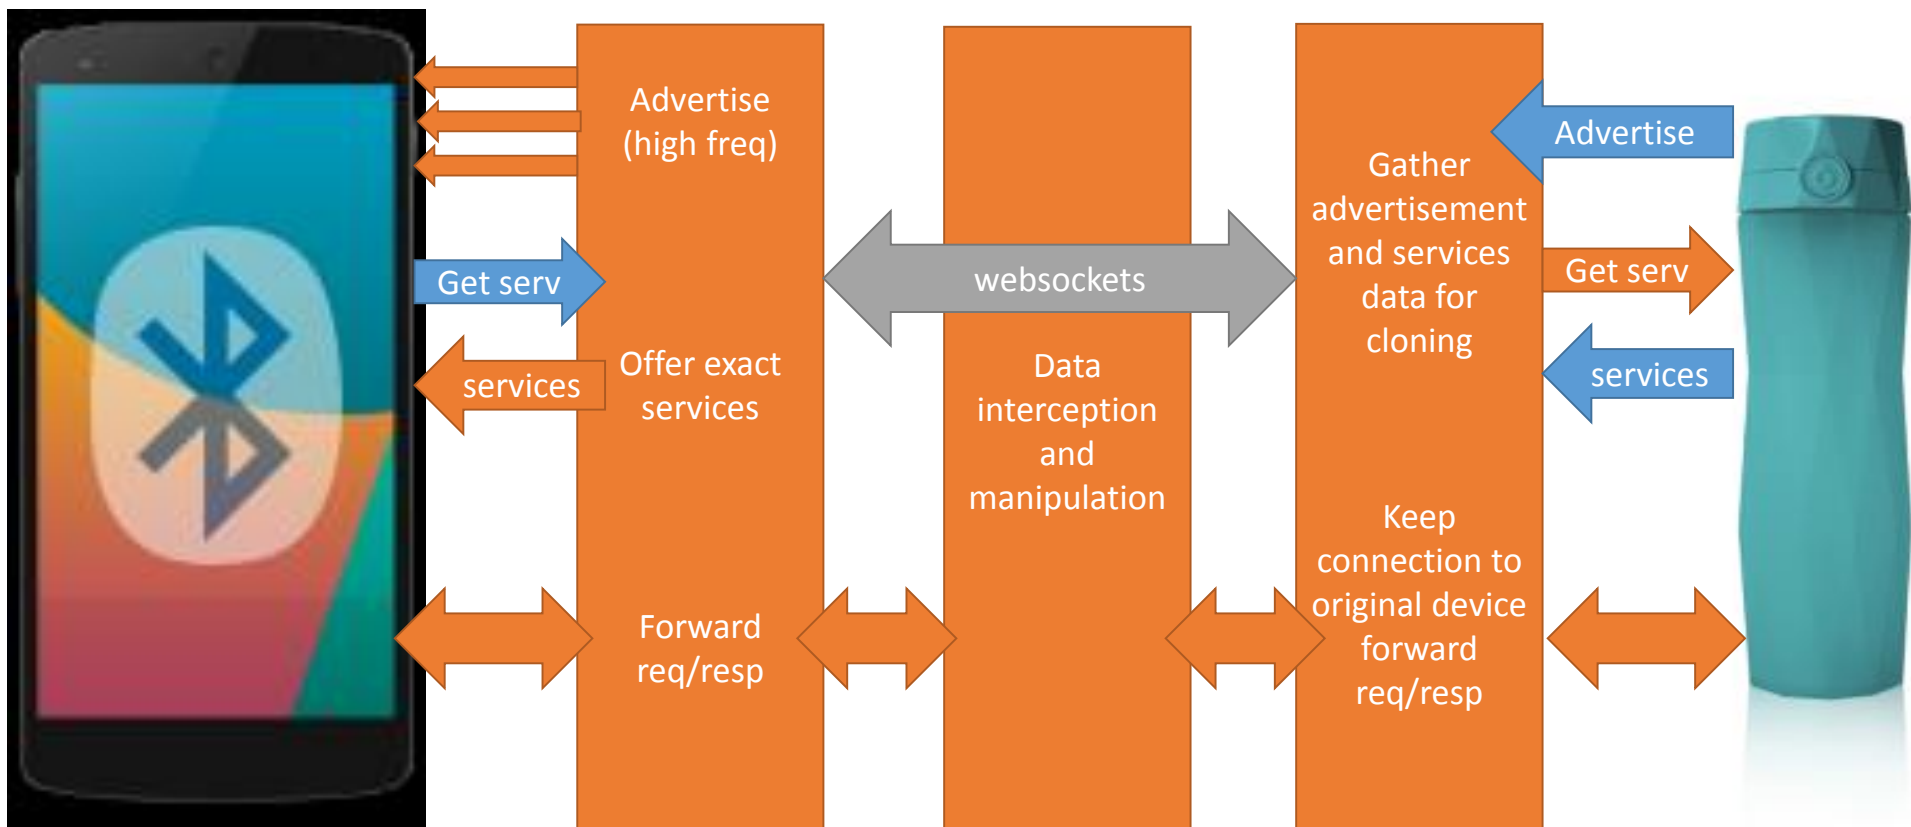 Advertise
(high freq)
Get serv
services
Offer exact
services
Forward
req/resp
websockets
Data
interception
and
manipulation
Gather
advertisement
and services
data for
cloning
Keep
connection to
original device
forward
req/resp
Advertise
Get serv
services